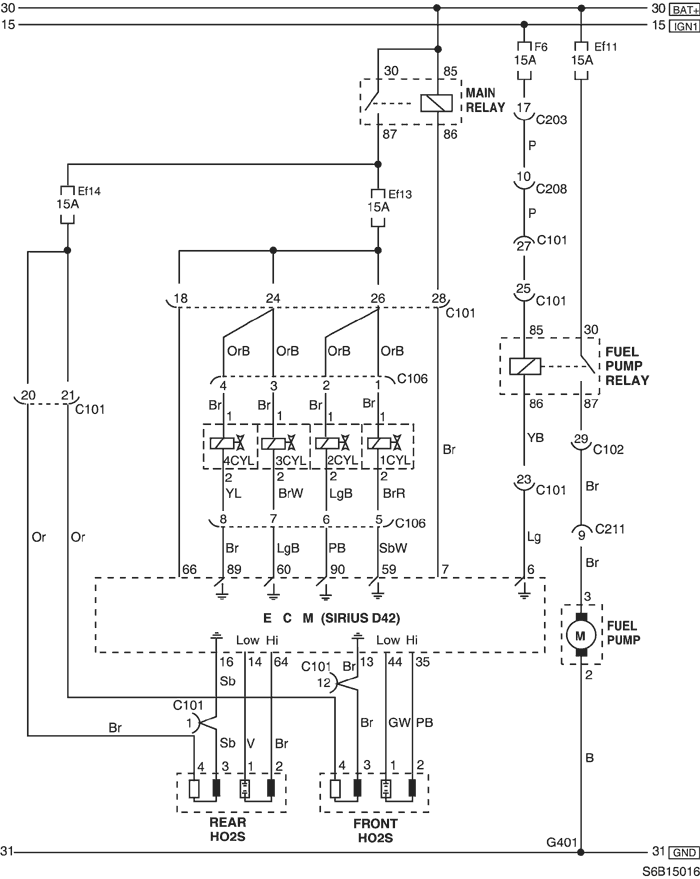 30 30 BAT+
15 15 IGN1
F6 Ef11
15A 15A
30 85
MAIN
RELAY
87 86
17 C203
P
10 C208
P
27 C101
25 C101
Ef14
15A
Ef13
15A
18 24 26 28 C101
OrB OrB OrB OrB
85 30
FUEL
PUMP
RELAY
86 87
4 3 2 1 C106
20 21 C101
Br Br Br Br
1 1 1 1
4CYL 3CYL 2CYL 1CYL
2 2 2 2
YL BrW LgB BrR
Br
YB
29 C102
23 C101
Br
8 7 6 5 C106
Or Or
Br LgB PB SbW
Lg
9 C211
Br
66 89 60 90 59 7 6
3
E C M (SIRIUS D42)
M
FUEL
PUMP
2
Low Hi Low Hi
16 14 64 13 44 35
C101 Br
12
Sb
C101
1
Br
Sb V Br
Br GW PB
B
4 3 1 2
4 3 1 2
REAR
HO2S
FRONT
HO2S
G401
31 31 GND
S6B15016